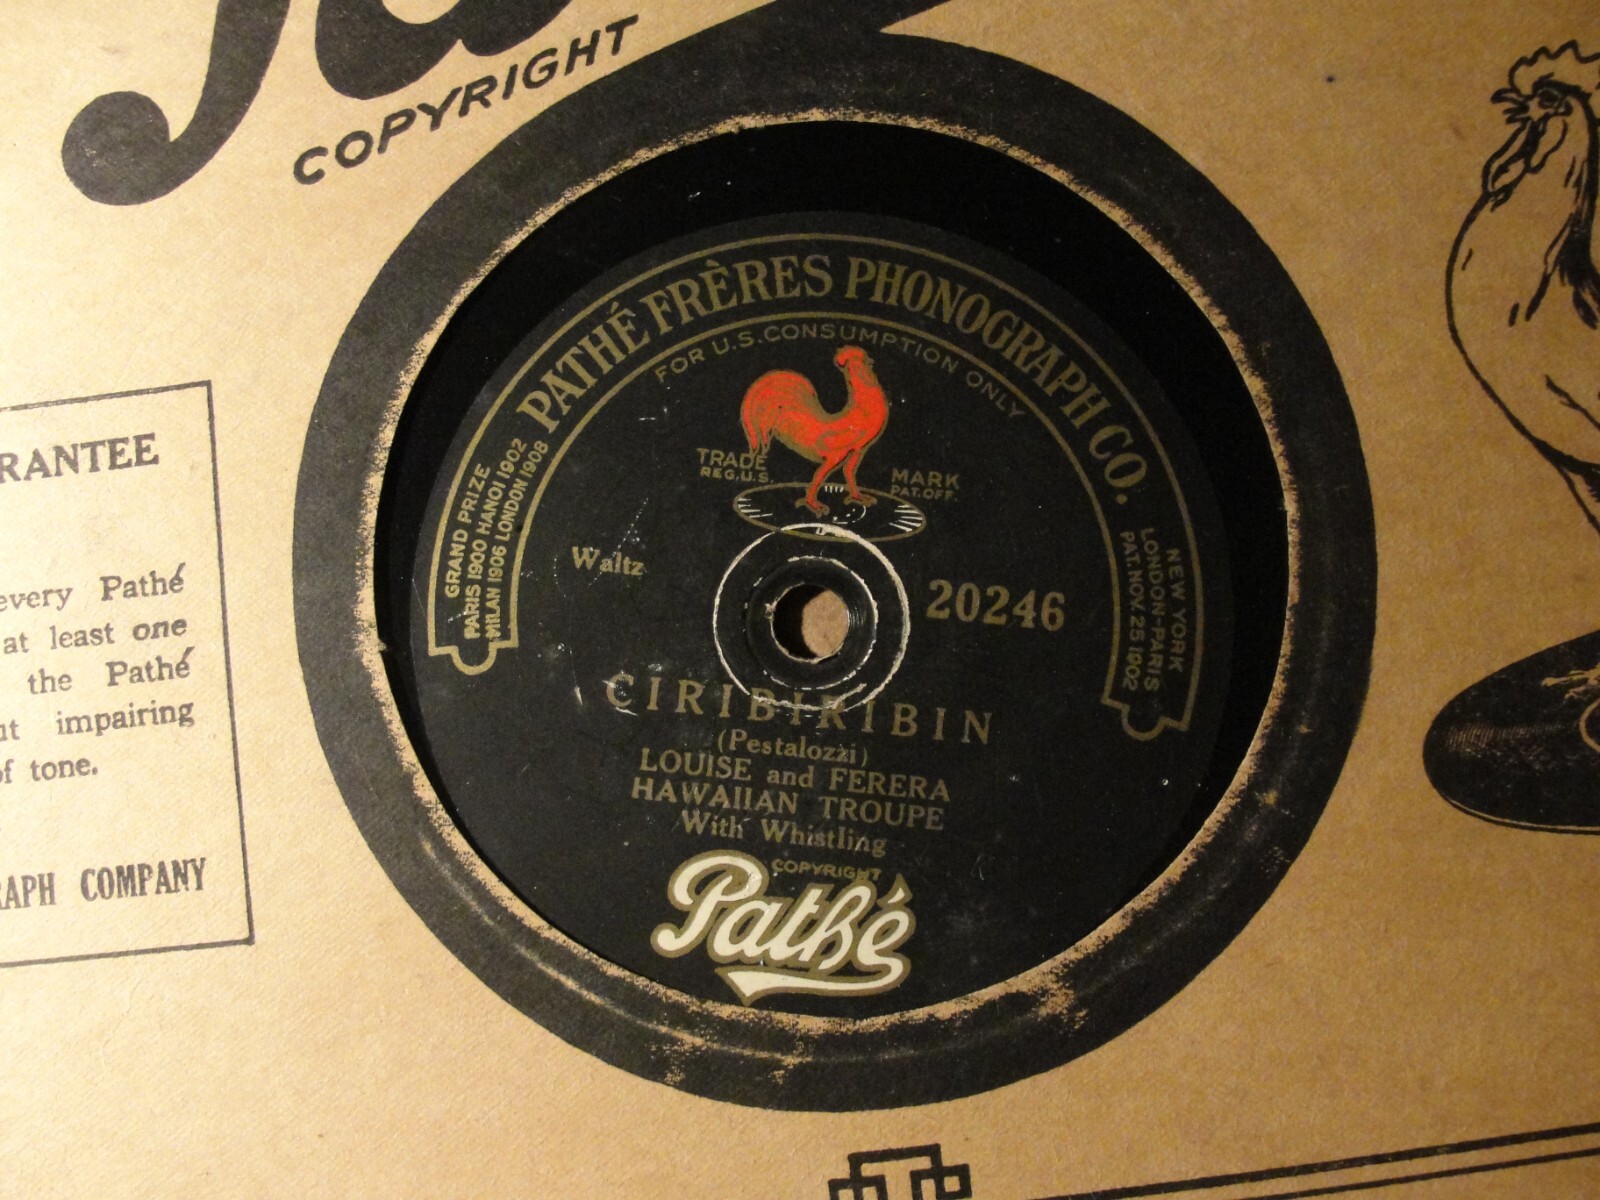 COPYRIGHT
RANTEE
every Pathé
at least one
the Pathé
impairing
of tone.
COMPANY
PATHÉ FRÈRES PHONOGRAPH CO.
FOR U.S. CONSUMPTION ONLY
GRAND PRIZE
PARIS 1900 HANOI 1902
MILAN 1906 LONDON 1908
NEW YORK
LONDON-PARIS
PAT. NOV. 25 1902
TRADE MARK
REG. U.S. PAT. OFF.
Waltz
20246
CIRIBIRIBIN
(Pestalozzi)
LOUISE and FERERA
HAWAIIAN TROUPE
With Whistling
COPYRIGHT
Pathé